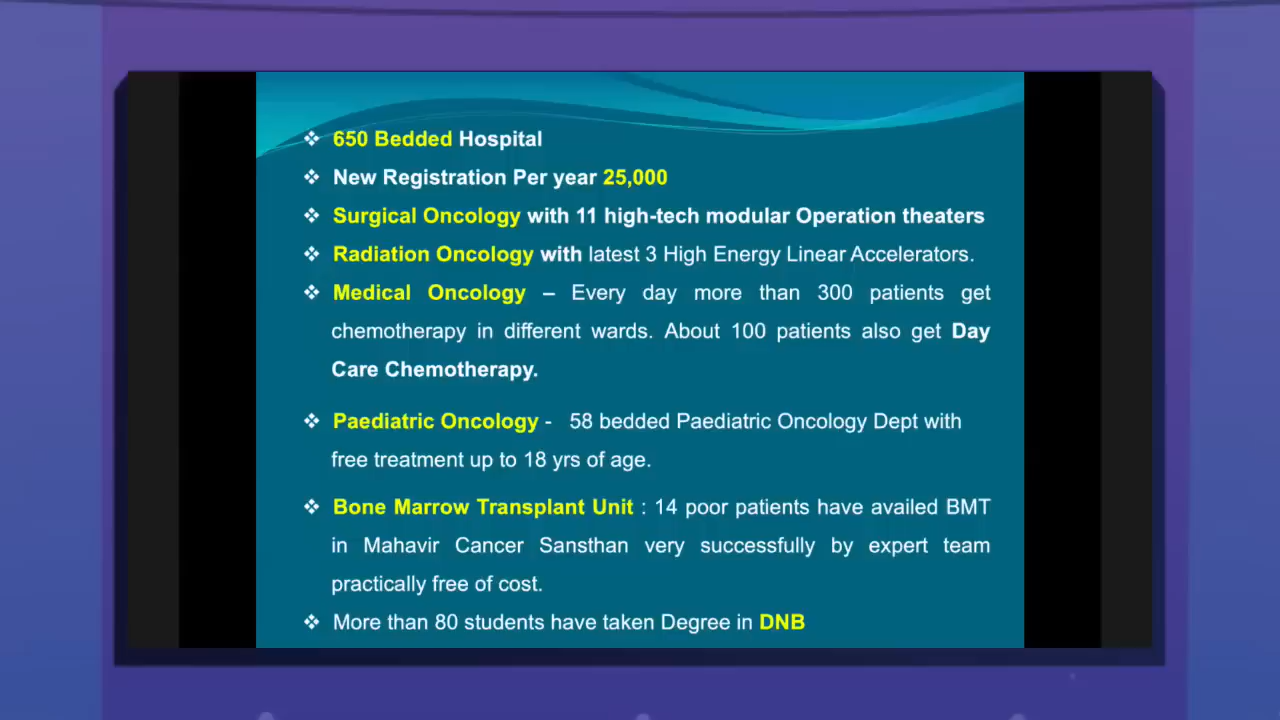 ❖ 650 Bedded Hospital
❖ New Registration Per year 25,000
❖ Surgical Oncology with 11 high-tech modular Operation theaters
❖ Radiation Oncology with latest 3 High Energy Linear Accelerators.
❖ Medical Oncology – Every day more than 300 patients get
chemotherapy in different wards. About 100 patients also get Day
Care Chemotherapy.
❖ Paediatric Oncology - 58 bedded Paediatric Oncology Dept with
free treatment up to 18 yrs of age.
❖ Bone Marrow Transplant Unit : 14 poor patients have availed BMT
in Mahavir Cancer Sansthan very successfully by expert team
practically free of cost.
❖ More than 80 students have taken Degree in DNB